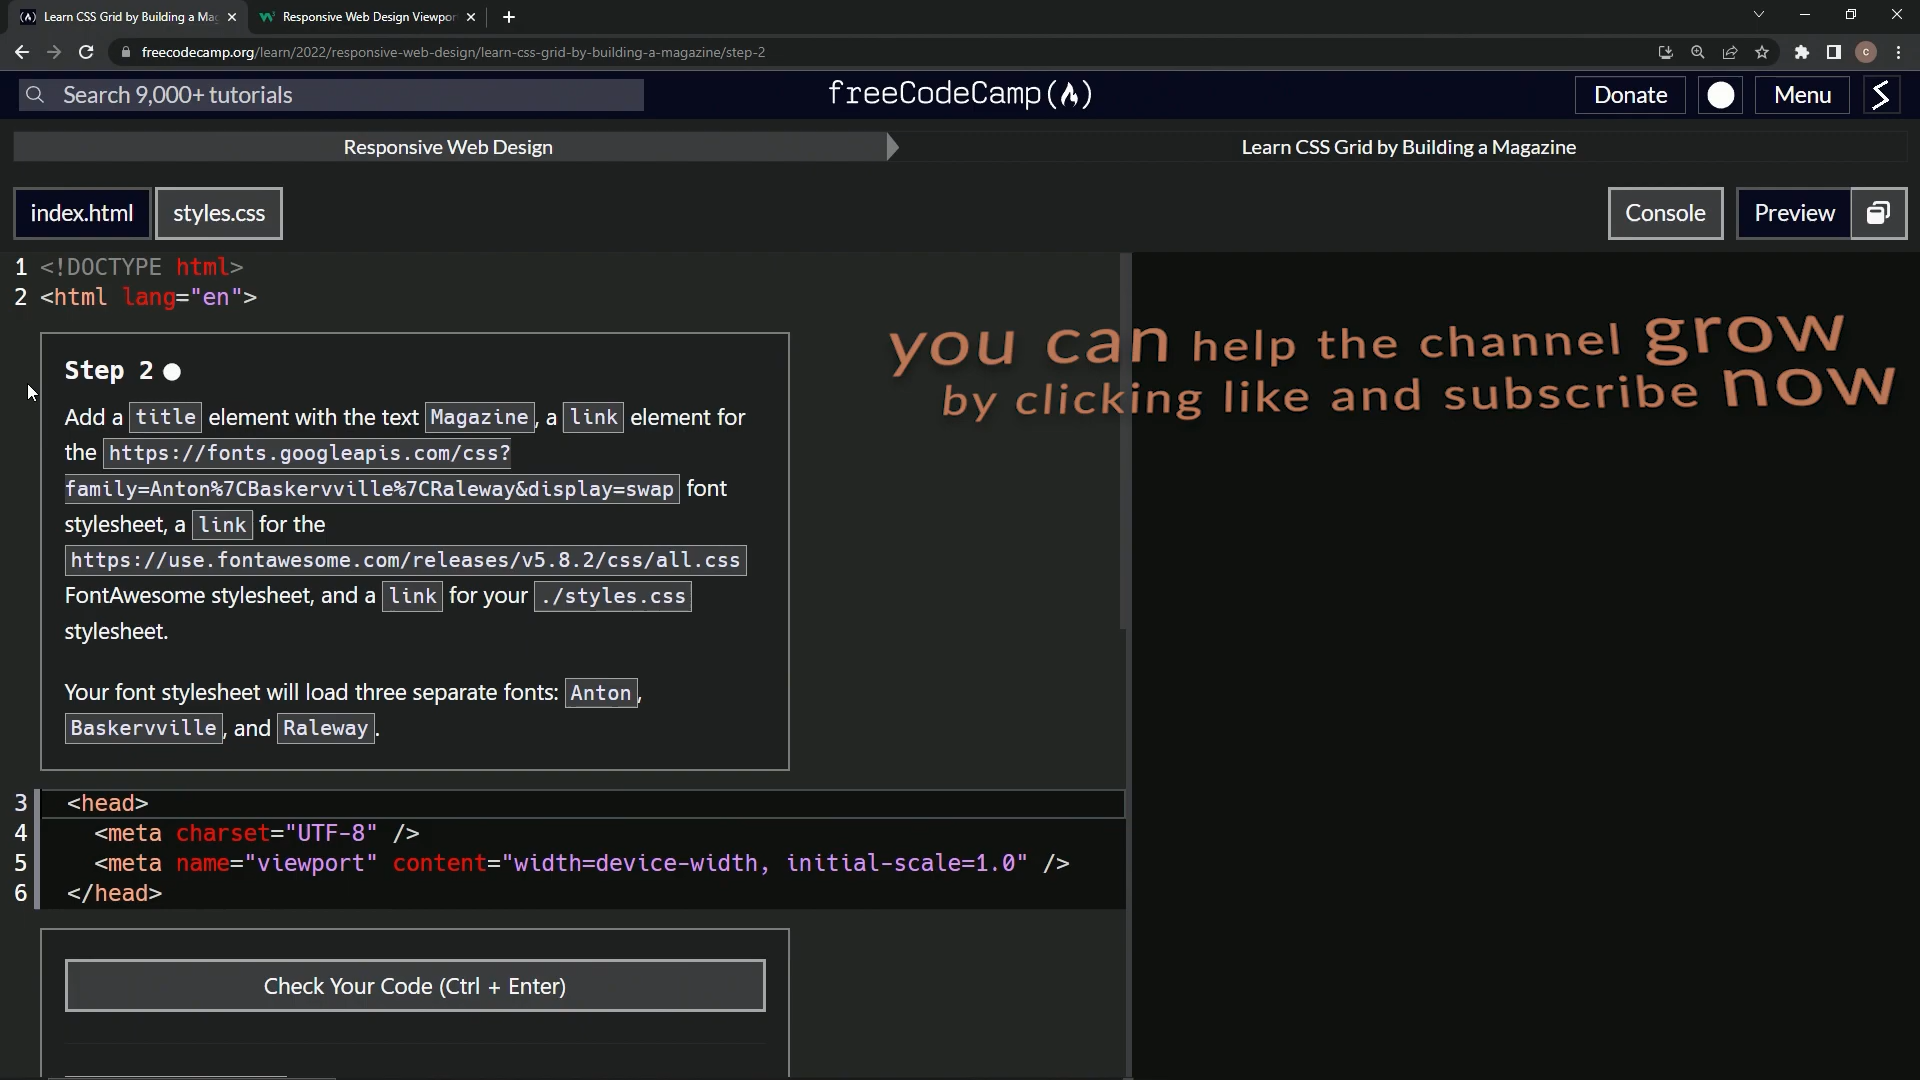 Learn CSS Grid by Building a Mag
Responsive Web Design Viewpor
freecodecamp.org/learn/2022/responsive-web-design/learn-css-grid-by-building-a-magazine/step-2
c
Search 9,000+ tutorials
freeCodeCamp(🔥)
Donate
Menu
Responsive Web Design
Learn CSS Grid by Building a Magazine
index.html
styles.css
Console
Preview
1 <!DOCTYPE html>
2 <html lang="en">
you can help the channel grow
by clicking like and subscribe now
Step 2
Add a title element with the text Magazine, a link element for
the https://fonts.googleapis.com/css?
family=Anton%7CBaskervville%7CRaleway&display=swap font
stylesheet, a link for the
https://use.fontawesome.com/releases/v5.8.2/css/all.css
FontAwesome stylesheet, and a link for your ./styles.css
stylesheet.
Your font stylesheet will load three separate fonts: Anton,
Baskervville, and Raleway.
3 <head>
4 <meta charset="UTF-8" />
5 <meta name="viewport" content="width=device-width, initial-scale=1.0" />
6 </head>
Check Your Code (Ctrl + Enter)